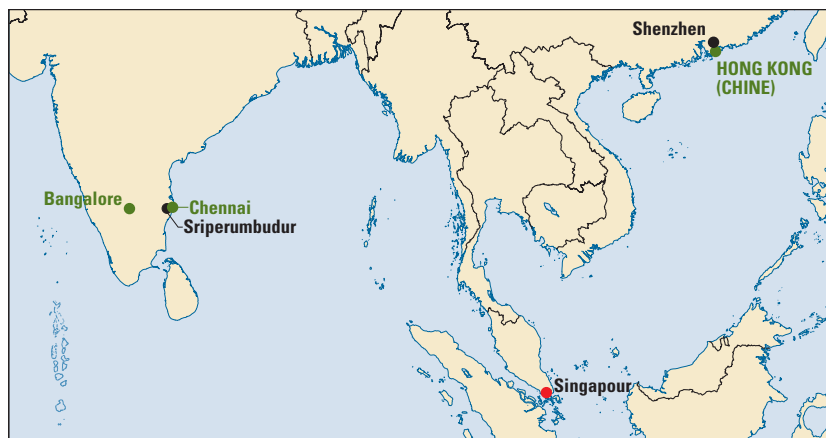 Shenzhen
HONG KONG
(CHINE)
Bangalore
Chennai
Sriperumbudur
Singapour